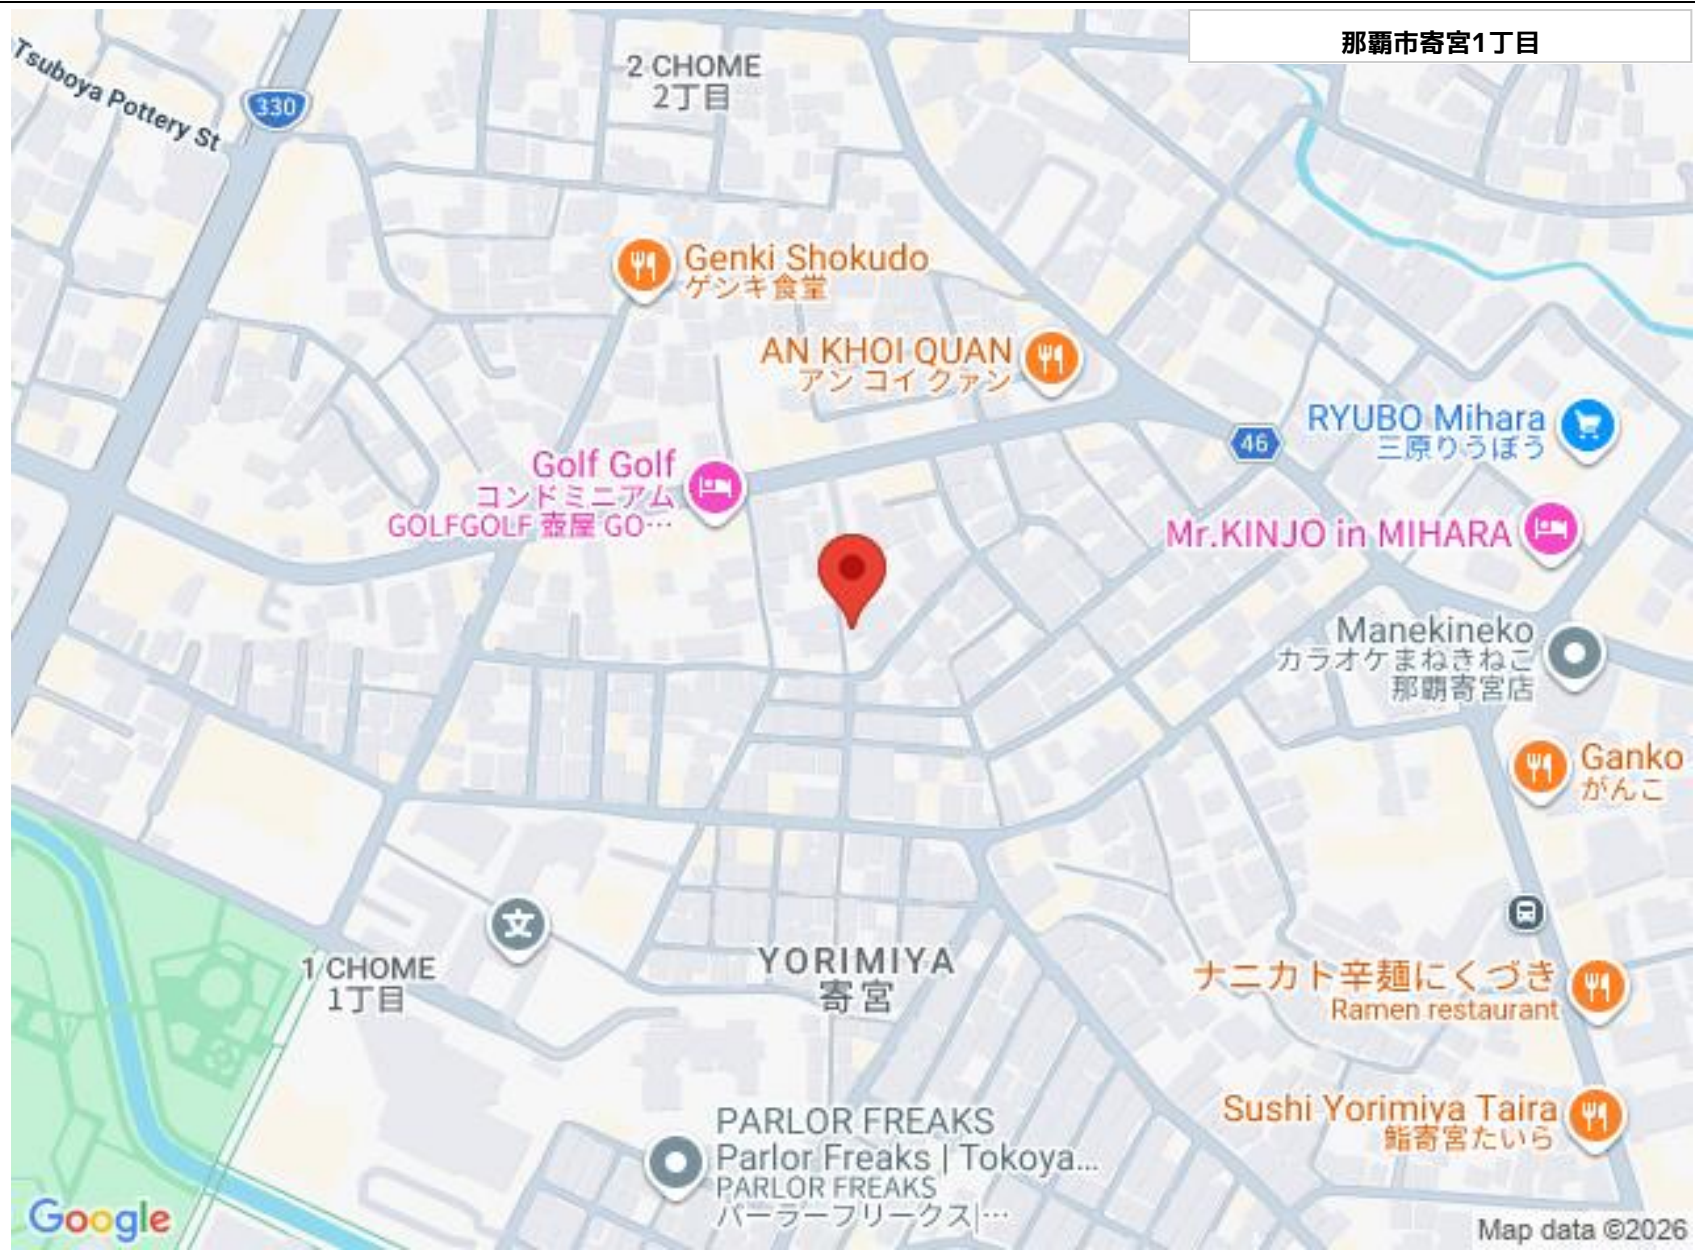 那覇市寄宮1丁目
Tsuboya Pottery St
330
2 CHOME
2丁目
Genki Shokudo
ゲンキ食堂
AN KHOI QUAN
アン コイ クァン
46
RYUBO Mihara
三原りうぼう
Golf Golf
コンドミニアム
GOLFGOLF 壺屋 GO…
Mr.KINJO in MIHARA
Manekineko
カラオケまねきねこ
那覇寄宮店
Ganko
がんこ
文
YORIMIYA
寄宮
1 CHOME
1丁目
ナニカト辛麺にくづき
Ramen restaurant
Sushi Yorimiya Taira
鮨寄宮たいら
PARLOR FREAKS
Parlor Freaks | Tokoya...
PARLOR FREAKS
パーラーフリークス|…
Google
Map data ©2026